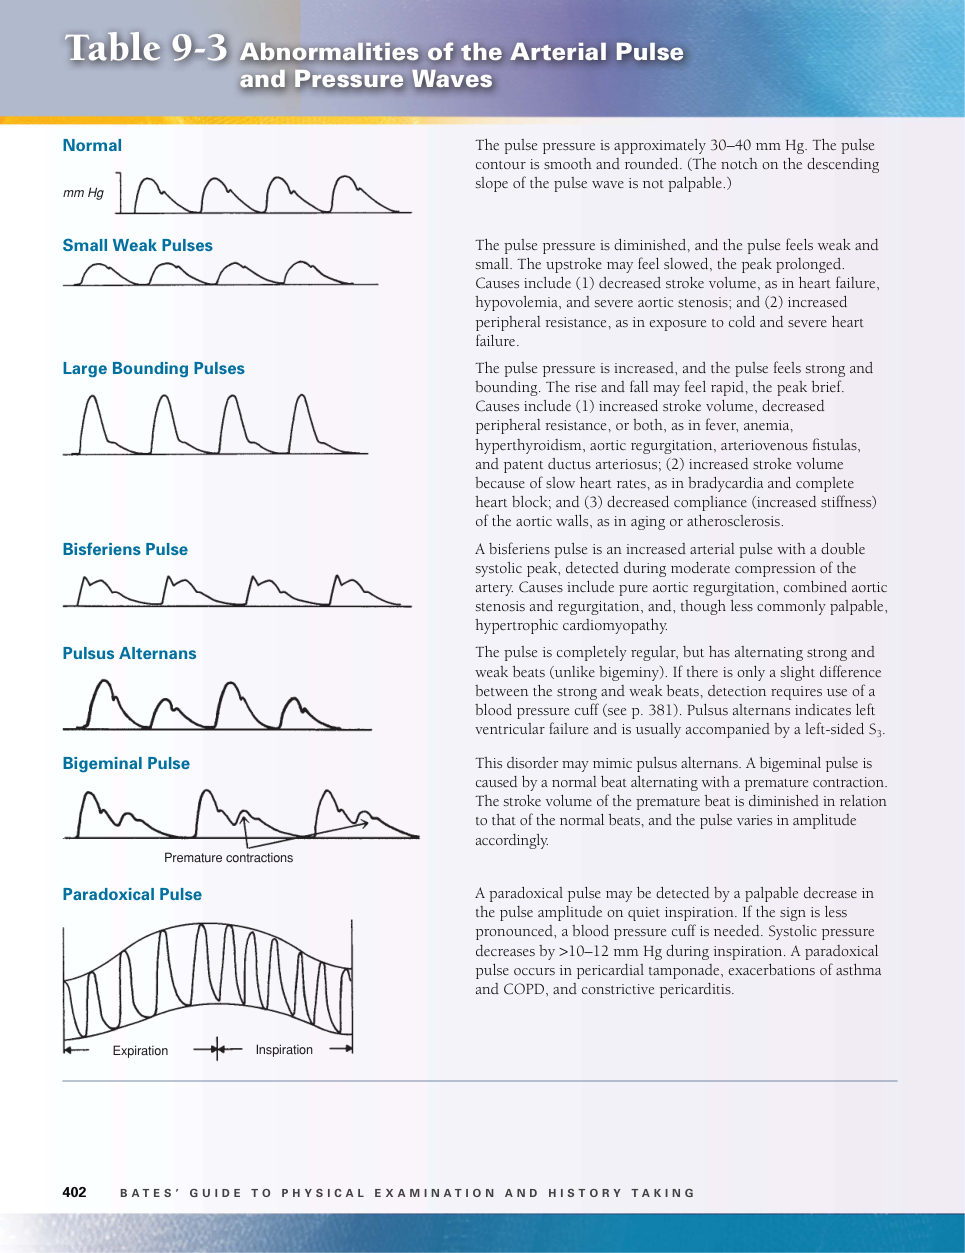 Table 9-3 Abnormalities of the Arterial Pulse
and Pressure Waves
Normal
mm Hg
The pulse pressure is approximately 30–40 mm Hg. The pulse
contour is smooth and rounded. (The notch on the descending
slope of the pulse wave is not palpable.)
Small Weak Pulses
The pulse pressure is diminished, and the pulse feels weak and
small. The upstroke may feel slowed, the peak prolonged.
Causes include (1) decreased stroke volume, as in heart failure,
hypovolemia, and severe aortic stenosis; and (2) increased
peripheral resistance, as in exposure to cold and severe heart
failure.
Large Bounding Pulses
The pulse pressure is increased, and the pulse feels strong and
bounding. The rise and fall may feel rapid, the peak brief.
Causes include (1) increased stroke volume, decreased
peripheral resistance, or both, as in fever, anemia,
hyperthyroidism, aortic regurgitation, arteriovenous fistulas,
and patent ductus arteriosus; (2) increased stroke volume
because of slow heart rates, as in bradycardia and complete
heart block; and (3) decreased compliance (increased stiffness)
of the aortic walls, as in aging or atherosclerosis.
Bisferiens Pulse
A bisferiens pulse is an increased arterial pulse with a double
systolic peak, detected during moderate compression of the
artery. Causes include pure aortic regurgitation, combined aortic
stenosis and regurgitation, and, though less commonly palpable,
hypertrophic cardiomyopathy.
Pulsus Alternans
The pulse is completely regular, but has alternating strong and
weak beats (unlike bigeminy). If there is only a slight difference
between the strong and weak beats, detection requires use of a
blood pressure cuff (see p. 381). Pulsus alternans indicates left
ventricular failure and is usually accompanied by a left-sided S₃.
Bigeminal Pulse
Premature contractions
This disorder may mimic pulsus alternans. A bigeminal pulse is
caused by a normal beat alternating with a premature contraction.
The stroke volume of the premature beat is diminished in relation
to that of the normal beats, and the pulse varies in amplitude
accordingly.
Paradoxical Pulse
Expiration
Inspiration
A paradoxical pulse may be detected by a palpable decrease in
the pulse amplitude on quiet inspiration. If the sign is less
pronounced, a blood pressure cuff is needed. Systolic pressure
decreases by >10–12 mm Hg during inspiration. A paradoxical
pulse occurs in pericardial tamponade, exacerbations of asthma
and COPD, and constrictive pericarditis.
402 BATES' GUIDE TO PHYSICAL EXAMINATION AND HISTORY TAKING